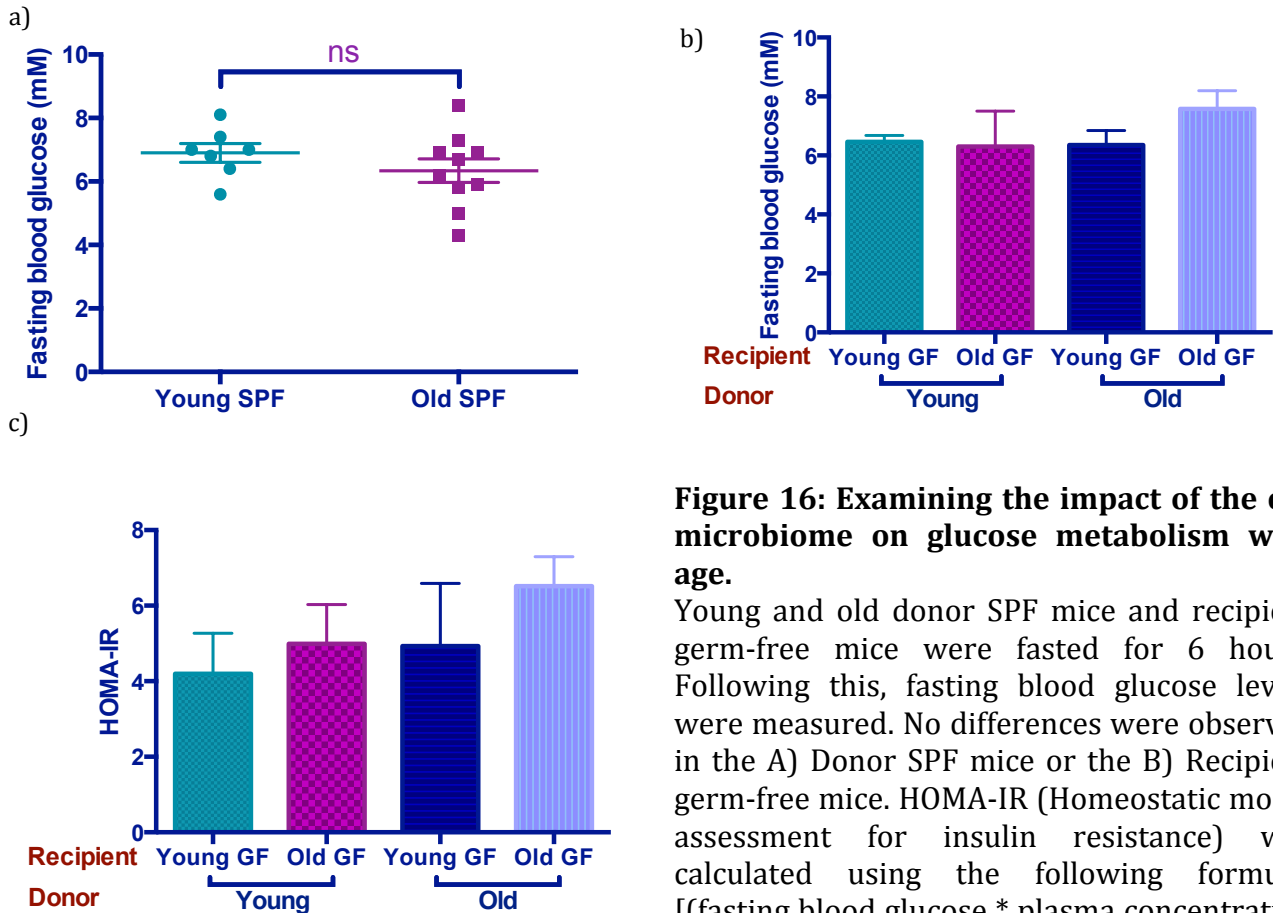 a)
Fasting blood glucose (mM)
10
8
6
4
2
0
ns
Young SPF Old SPF
b)
Fasting blood glucose (mM)
10
8
6
4
2
0
Recipient Young GF Old GF Young GF Old GF
Donor Young Old
c)
HOMA-IR
8
6
4
2
0
Recipient Young GF Old GF Young GF Old GF
Donor Young Old
Figure 16: Examining the impact of the
microbiome on glucose metabolism
age.
Young and old donor SPF mice and
germ-free mice were fasted for 6
Following this, fasting blood glucose
were measured. No differences were
in the A) Donor SPF mice or the B)
germ-free mice. HOMA-IR (Homeostatic
assessment for insulin resistance)
calculated using the following
[(fasting blood glucose * plasma